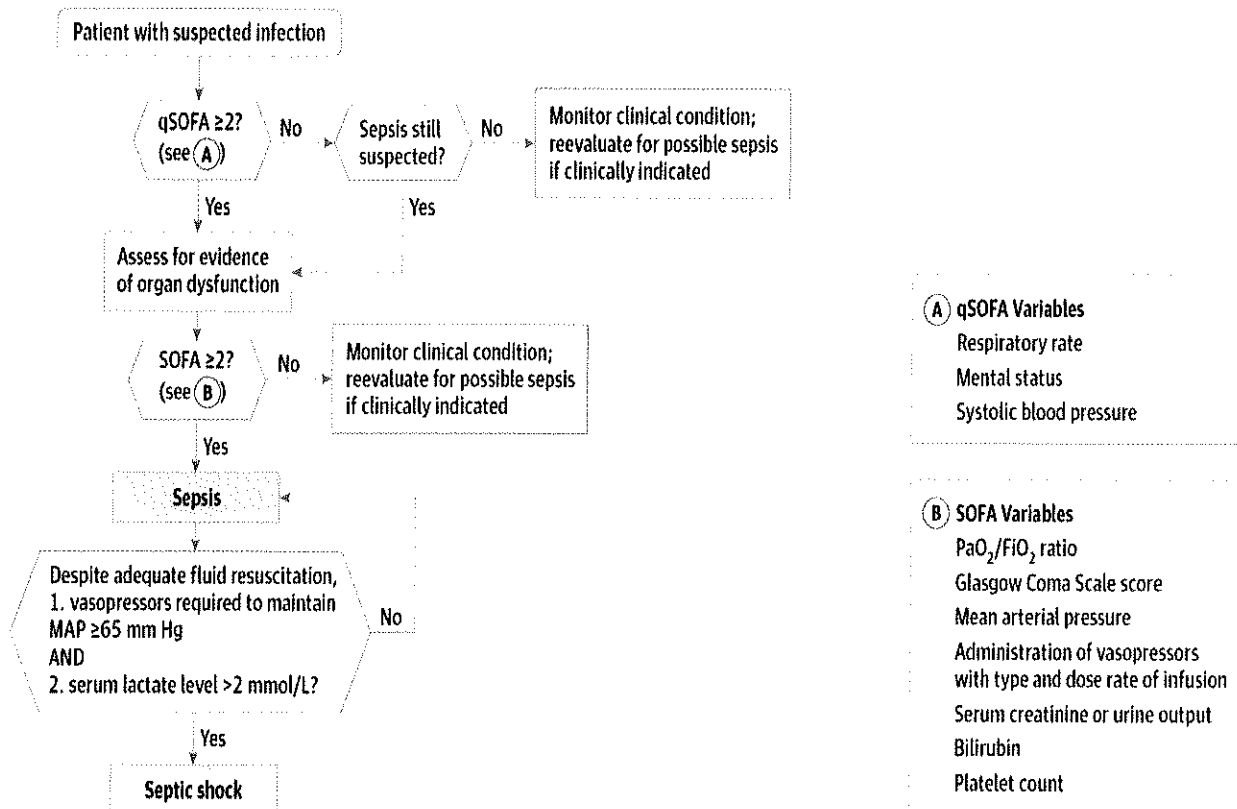 Patient with suspected infection
qSOFA ≥2?
(see A)
No
Sepsis still
suspected?
No
Monitor clinical condition;
reevaluate for possible sepsis
if clinically indicated
Yes
Yes
Assess for evidence
of organ dysfunction
SOFA ≥2?
(see B)
No
Monitor clinical condition;
reevaluate for possible sepsis
if clinically indicated
Yes
Sepsis
Despite adequate fluid resuscitation,
1. vasopressors required to maintain
MAP ≥65 mm Hg
AND
2. serum lactate level >2 mmol/L?
No
Yes
Septic shock
A qSOFA Variables
Respiratory rate
Mental status
Systolic blood pressure
B SOFA Variables
PaO₂/FiO₂ ratio
Glasgow Coma Scale score
Mean arterial pressure
Administration of vasopressors
with type and dose rate of infusion
Serum creatinine or urine output
Bilirubin
Platelet count